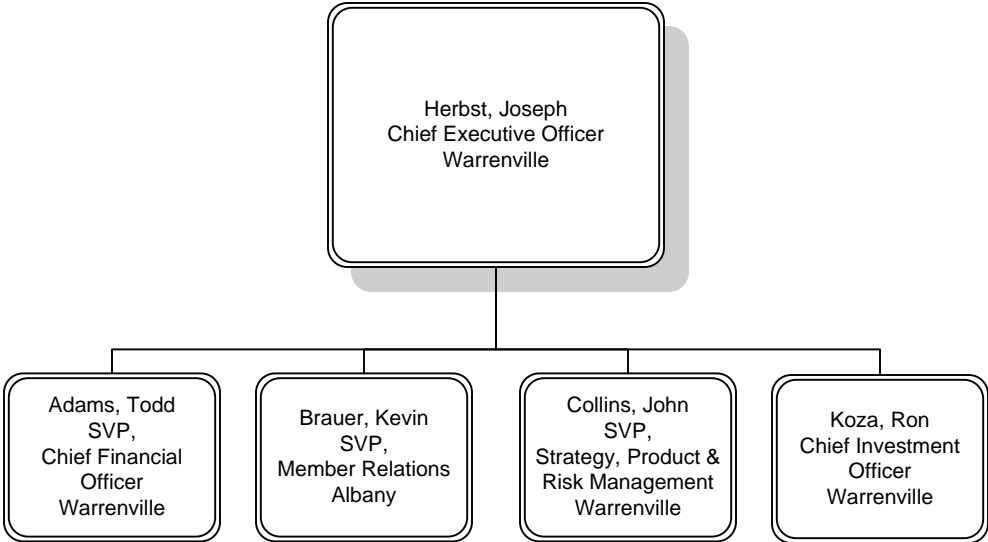 Herbst, Joseph
Chief Executive Officer
Warrenville
Adams, Todd
SVP,
Chief Financial
Officer
Warrenville
Brauer, Kevin
SVP,
Member Relations
Albany
Collins, John
SVP,
Strategy, Product &
Risk Management
Warrenville
Koza, Ron
Chief Investment
Officer
Warrenville